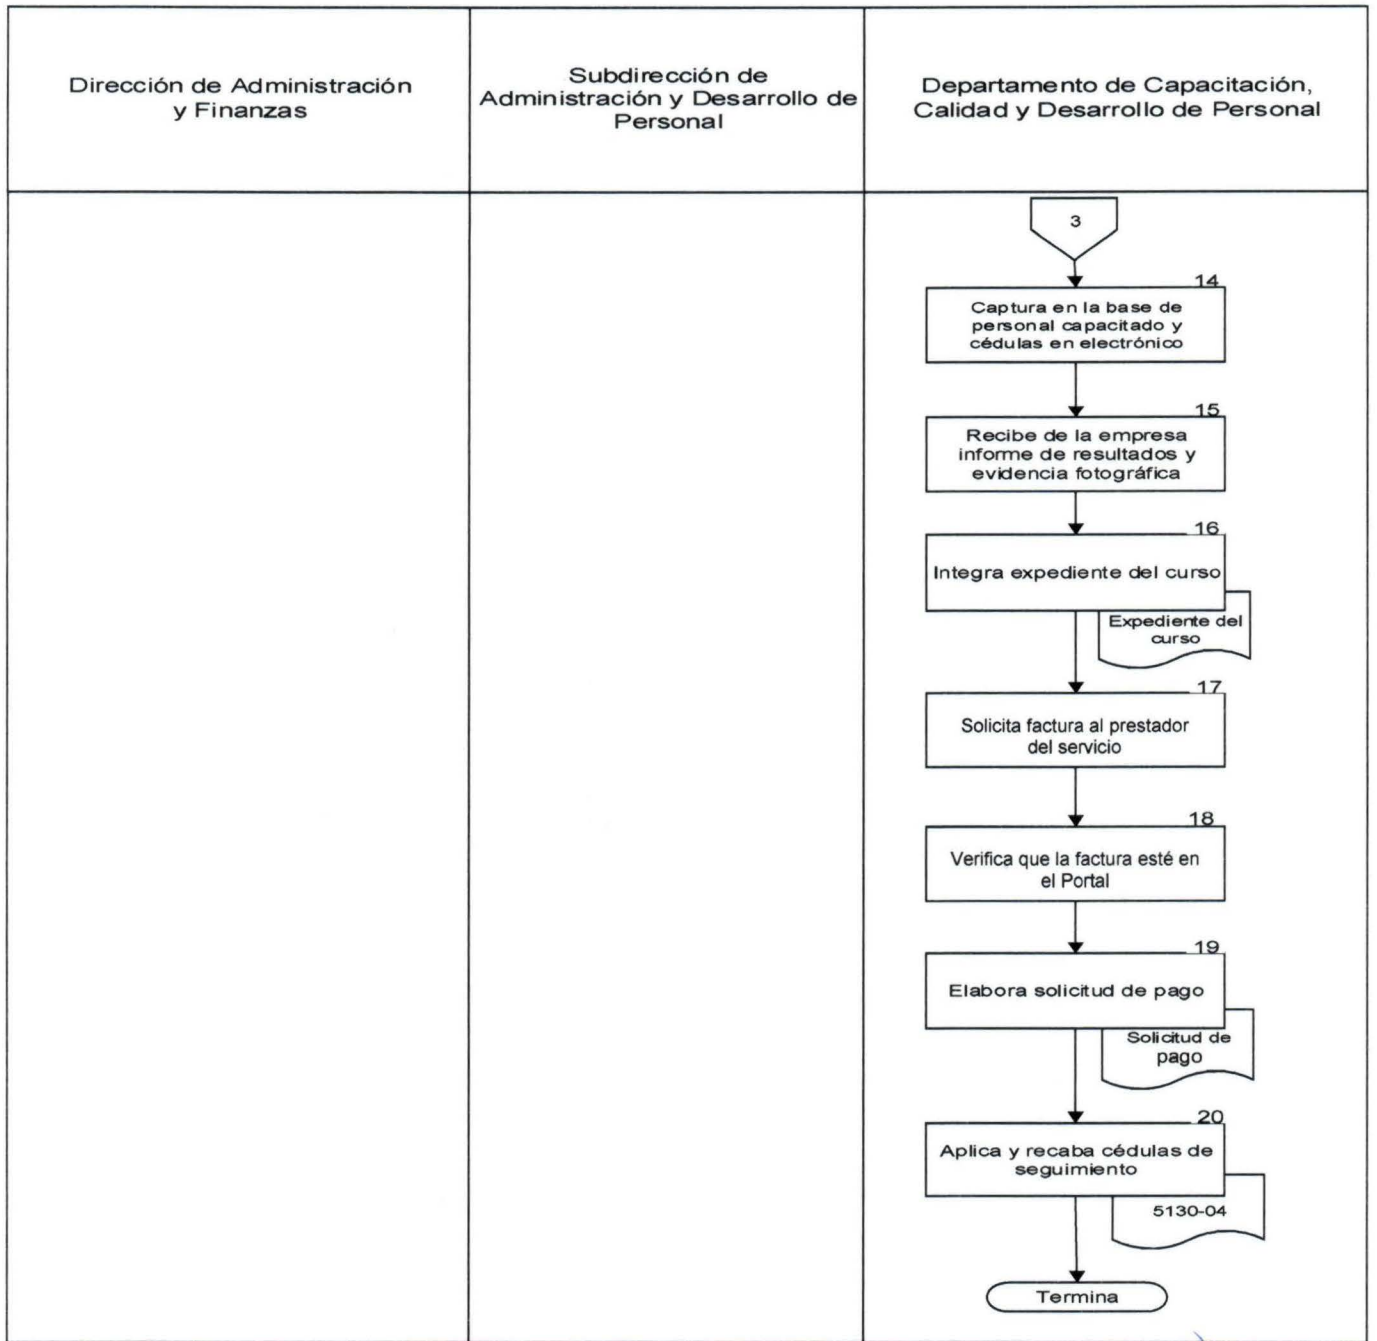 Dirección de Administración
y Finanzas
Subdirección de
Administración y Desarrollo de
Personal
Departamento de Capacitación,
Calidad y Desarrollo de Personal
3
14
Captura en la base de
personal capacitado y
cédulas en electrónico
15
Recibe de la empresa
informe de resultados y
evidencia fotográfica
16
Integra expediente del curso
Expediente del
curso
17
Solicita factura al prestador
del servicio
18
Verifica que la factura esté en
el Portal
19
Elabora solicitud de pago
Solicitud de
pago
20
Aplica y recaba cédulas de
seguimiento
5130-04
Termina